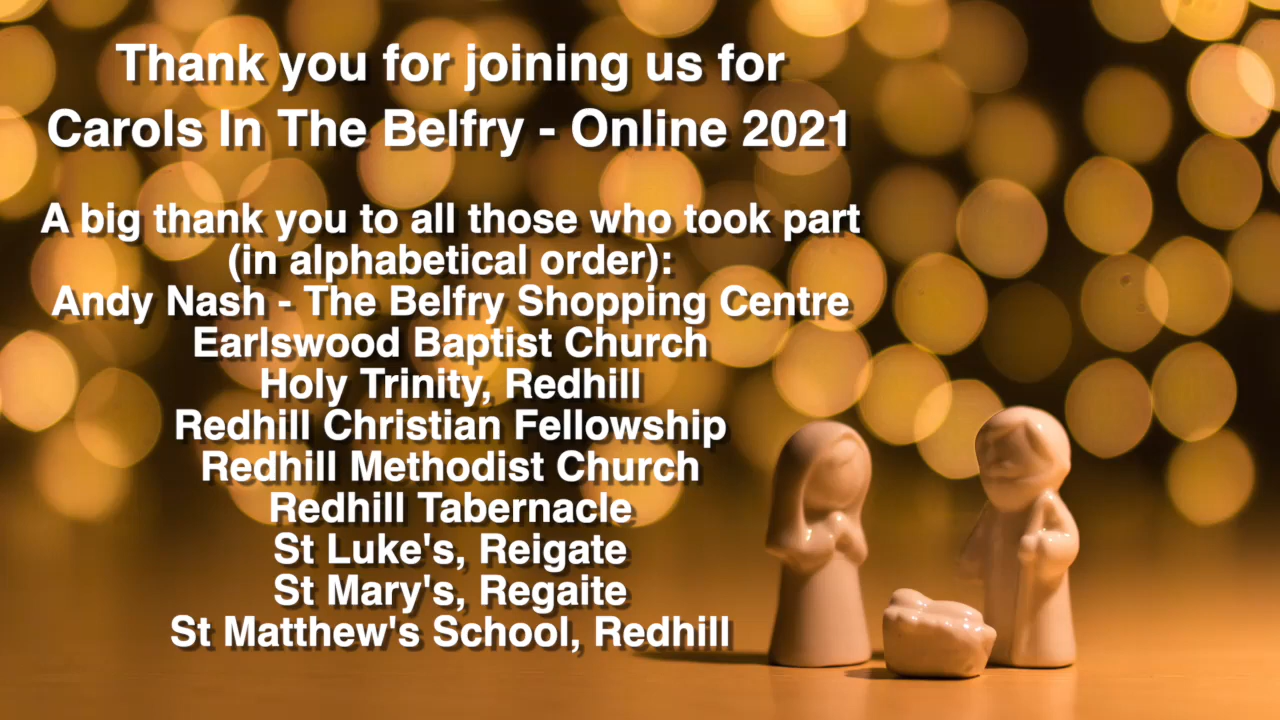 Thank you for joining us for
Carols In The Belfry - Online 2021
A big thank you to all those who took part
(in alphabetical order):
Andy Nash - The Belfry Shopping Centre
Earlswood Baptist Church
Holy Trinity, Redhill
Redhill Christian Fellowship
Redhill Methodist Church
Redhill Tabernacle
St Luke's, Reigate
St Mary's, Regaite
St Matthew's School, Redhill